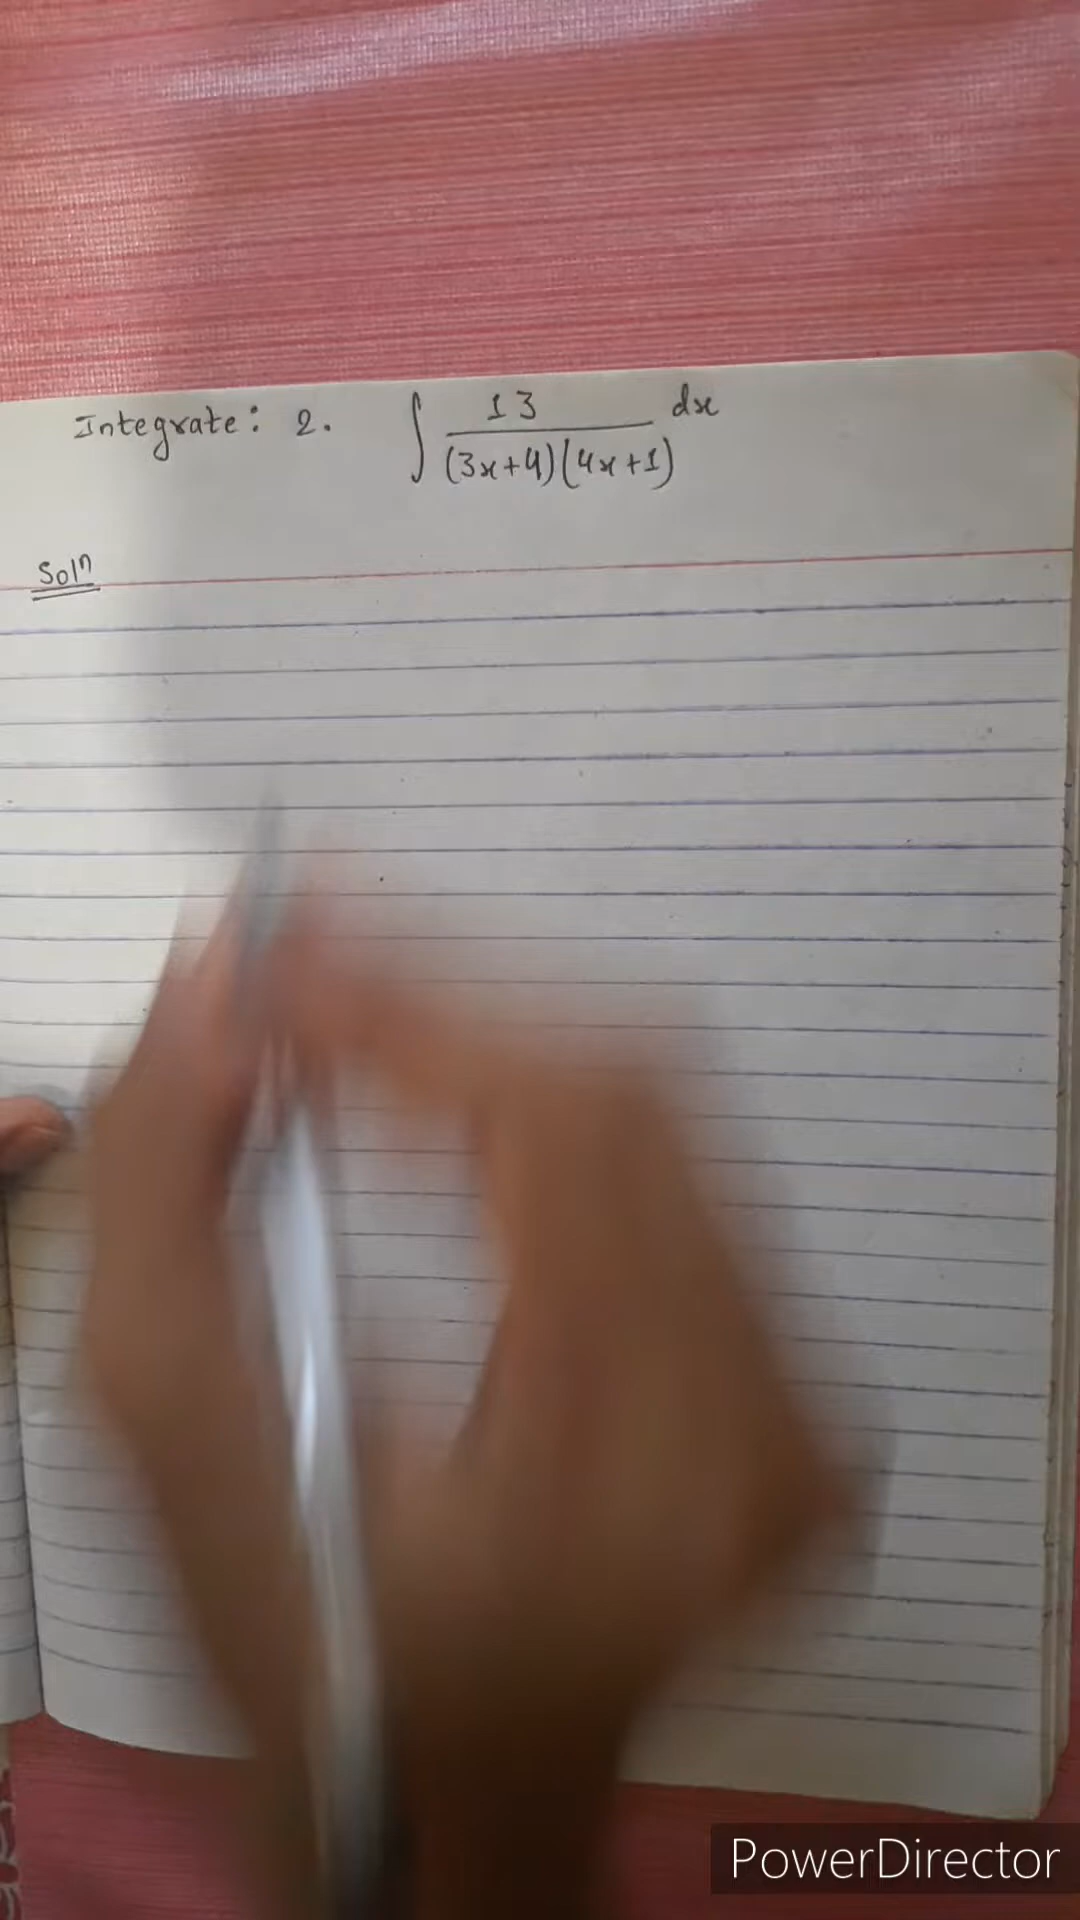 Integrate: 2. ∫ 13 / (3x+4)(4x+1) dx
Solⁿ
PowerDirector